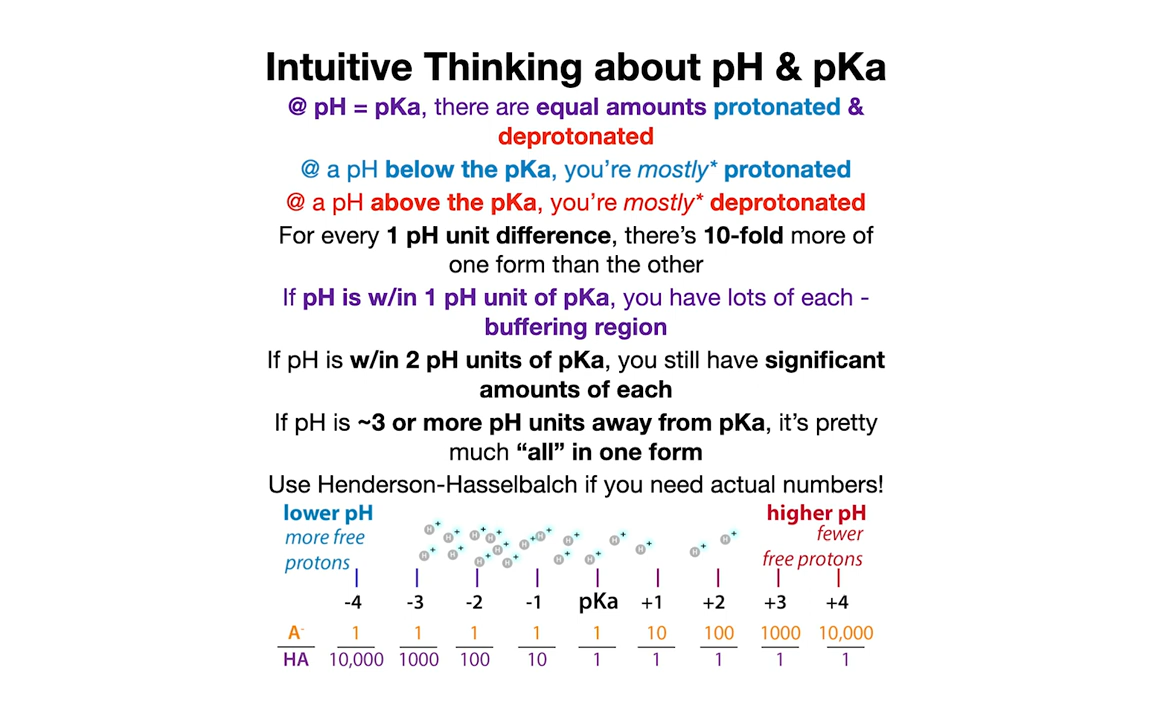 Intuitive Thinking about pH & pKa
@ pH = pKa, there are equal amounts protonated &
deprotonated
@ a pH below the pKa, you're mostly* protonated
@ a pH above the pKa, you're mostly* deprotonated
For every 1 pH unit difference, there's 10-fold more of
one form than the other
If pH is w/in 1 pH unit of pKa, you have lots of each -
buffering region
If pH is w/in 2 pH units of pKa, you still have significant
amounts of each
If pH is ~3 or more pH units away from pKa, it's pretty
much "all" in one form
Use Henderson-Hasselbalch if you need actual numbers!
lower pH higher pH
more free fewer
protons free protons
H+ H+ H+ H+ H+ H+ H+ H+ H+ H+ H+ H+ H+ H+ H+ H+ H+ H+ H+
-4 -3 -2 -1 pKa +1 +2 +3 +4
A- 1 1 1 1 1 10 100 1000 10,000
HA 10,000 1000 100 10 1 1 1 1 1